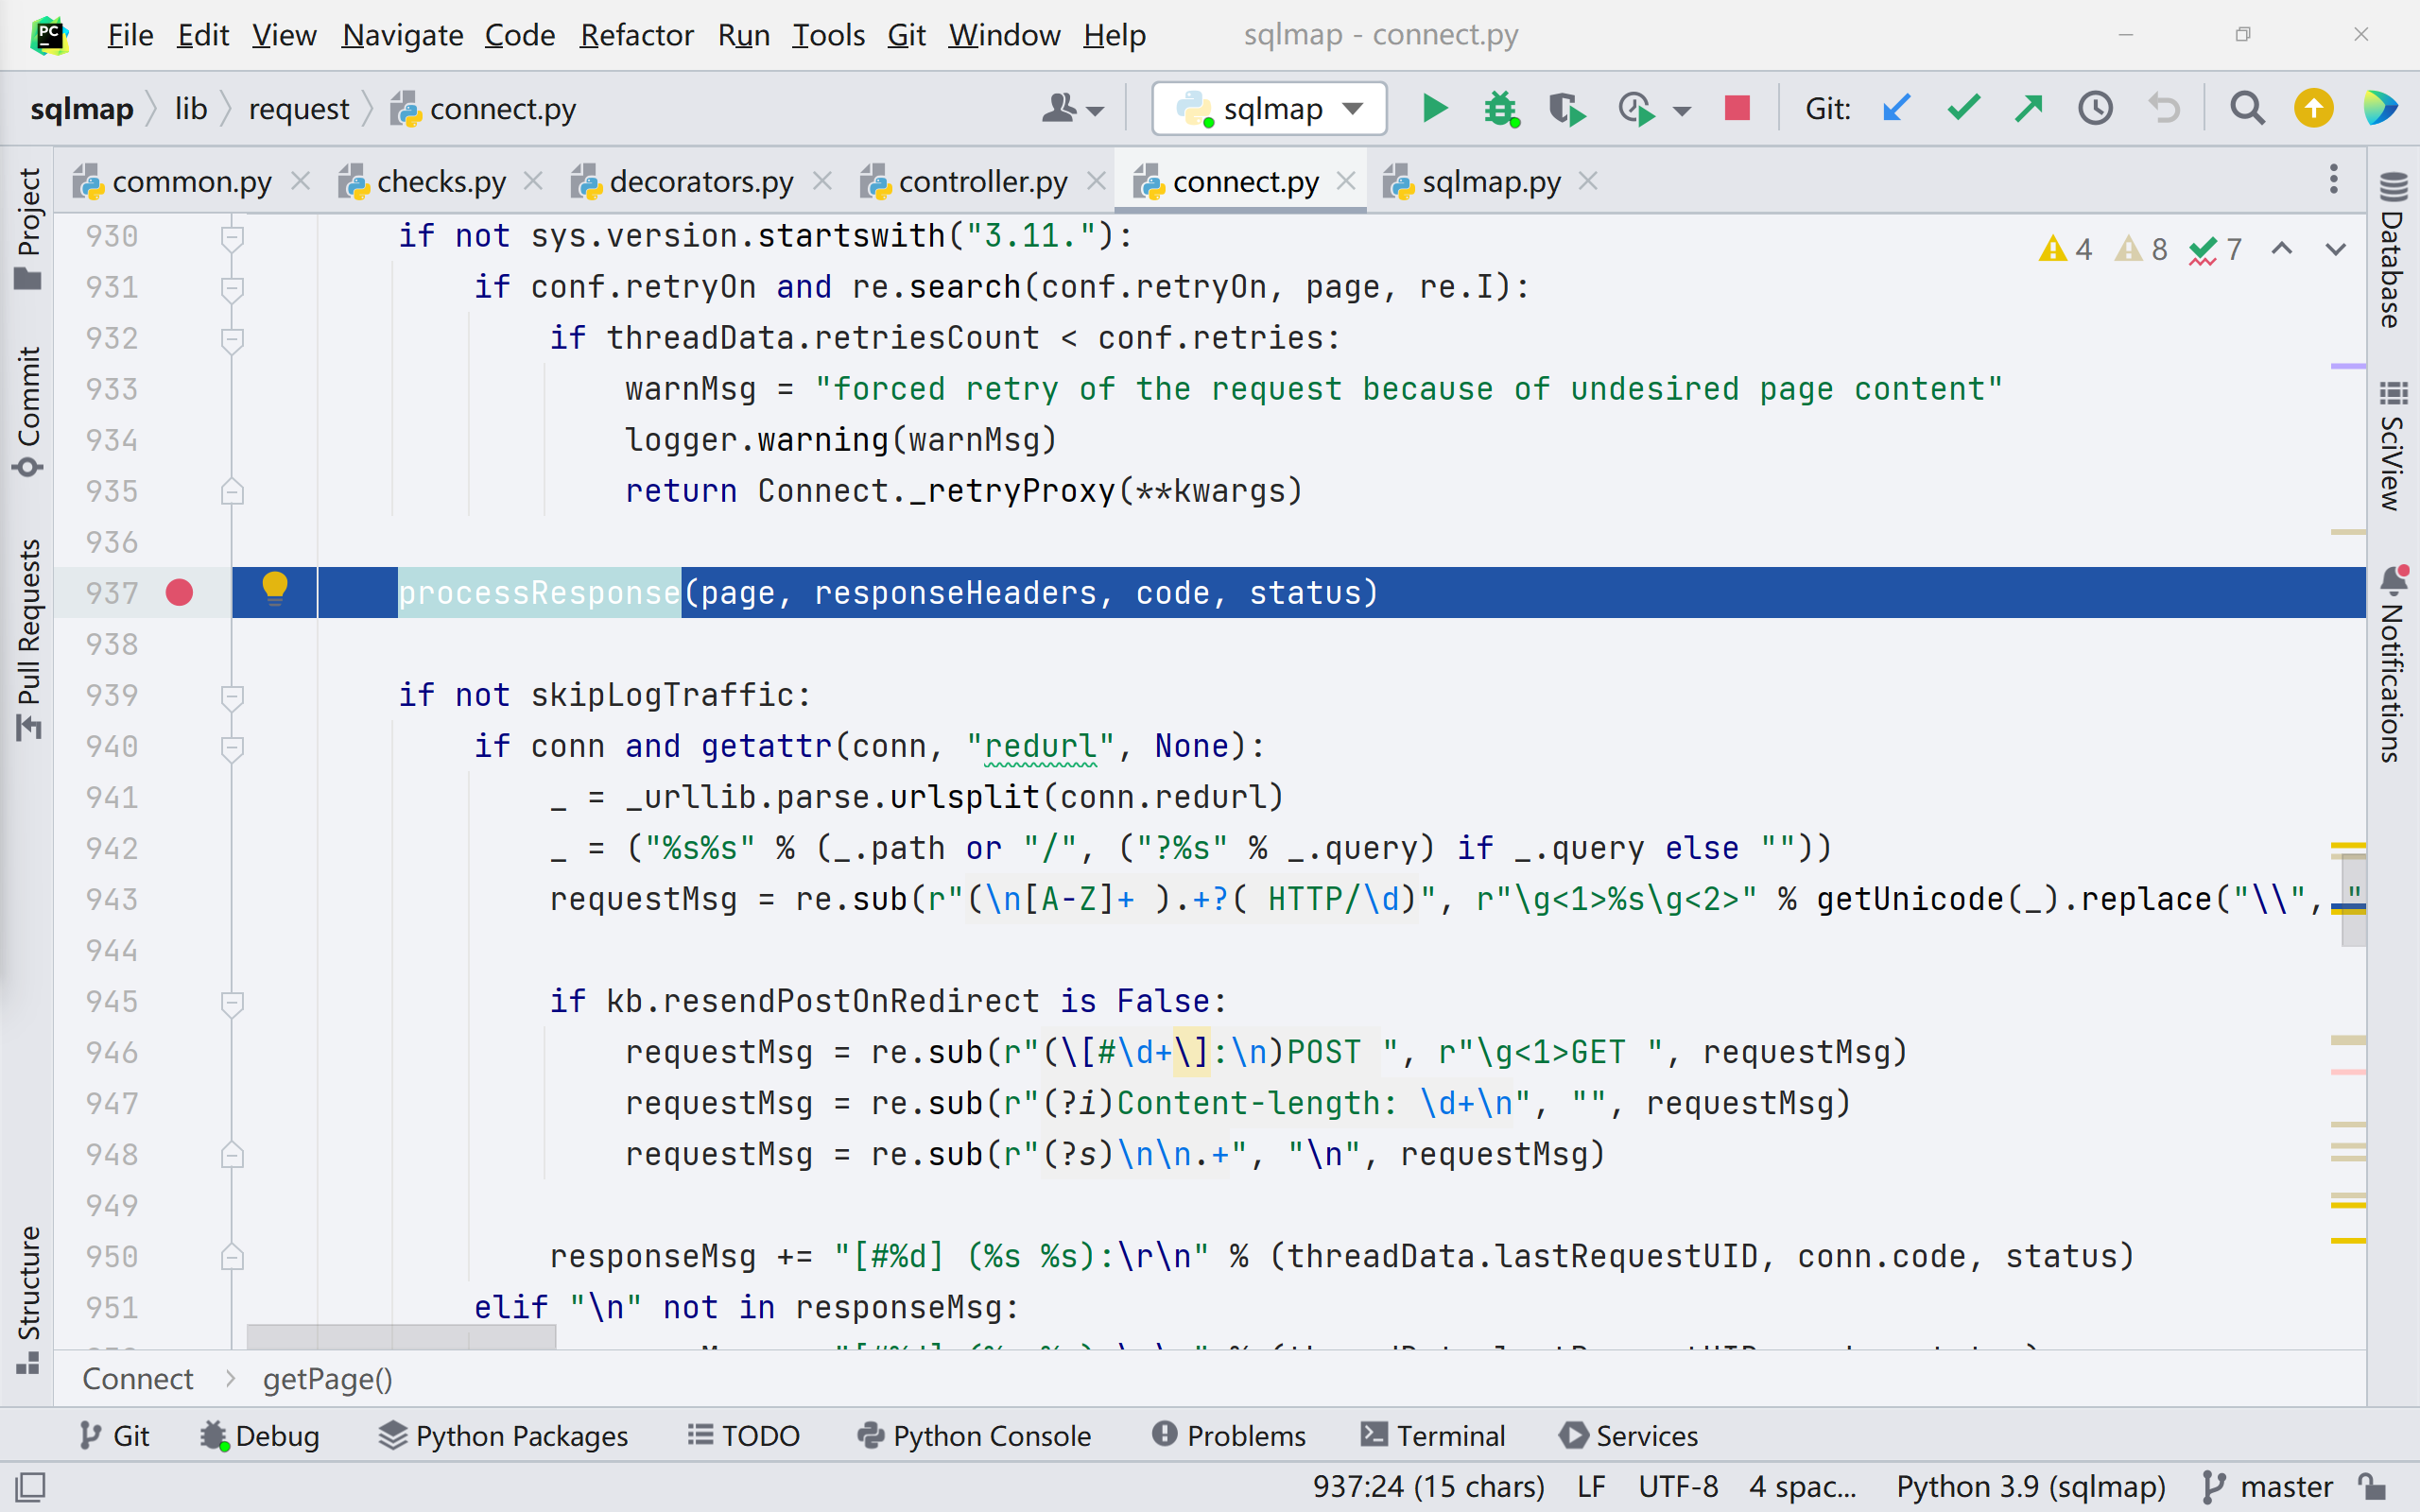 PC File Edit View Navigate Code Refactor Run Tools Git Window Help sqlmap - connect.py
sqlmap lib request connect.py sqlmap Git:
common.py checks.py decorators.py controller.py connect.py sqlmap.py
Project
Commit
Pull Requests
Structure
4 8 7
930 if not sys.version.startswith("3.11."):
931 if conf.retryOn and re.search(conf.retryOn, page, re.I):
932 if threadData.retriesCount < conf.retries:
933 warnMsg = "forced retry of the request because of undesired page content"
934 logger.warning(warnMsg)
935 return Connect._retryProxy(**kwargs)
936
937 processResponse(page, responseHeaders, code, status)
938
939 if not skipLogTraffic:
940 if conn and getattr(conn, "redurl", None):
941 _ = _urllib.parse.urlsplit(conn.redurl)
942 _ = ("%s%s" % (_.path or "/", ("?%s" % _.query) if _.query else ""))
943 requestMsg = re.sub(r"(\n[A-Z]+ ).+?( HTTP/\d)", r"\g<1>%s\g<2>" % getUnicode(_).replace("\\", "
944
945 if kb.resendPostOnRedirect is False:
946 requestMsg = re.sub(r"(\[#\d+\]:\n)POST ", r"\g<1>GET ", requestMsg)
947 requestMsg = re.sub(r"(?i)Content-length: \d+\n", "", requestMsg)
948 requestMsg = re.sub(r"(?s)\n\n.+", "\n", requestMsg)
949
950 responseMsg += "[#%d] (%s %s):\r\n" % (threadData.lastRequestUID, conn.code, status)
951 elif "\n" not in responseMsg:
Database
SciView
Notifications
Connect getPage()
Git Debug Python Packages TODO Python Console Problems Terminal Services
937:24 (15 chars) LF UTF-8 4 spac... Python 3.9 (sqlmap) master